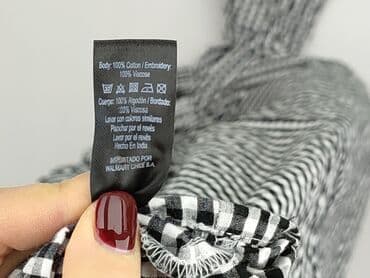 Body: 100% Cotton / Embroidery:
100% Viscose
Cuerpo: 100% Algodón / Bordado:
100% Viscosa
Lavar con colores similares
Planchar por el revés
Lavar por el revés
Hecho En India
IMPORTADO POR
WALMART CHILE S.A.